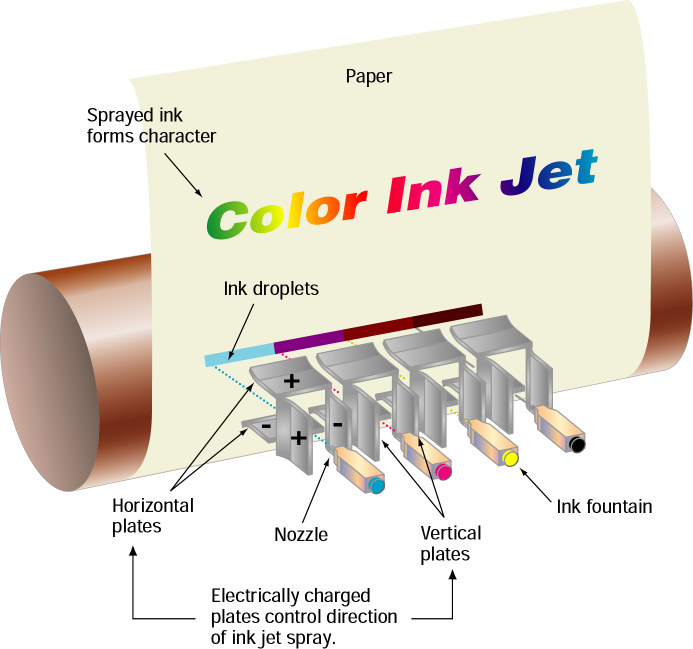 Paper
Sprayed ink
forms character
Color Ink Jet
Ink droplets
+
-
+
-
Horizontal
plates
Nozzle
Vertical
plates
Ink fountain
Electrically charged
plates control direction
of ink jet spray.